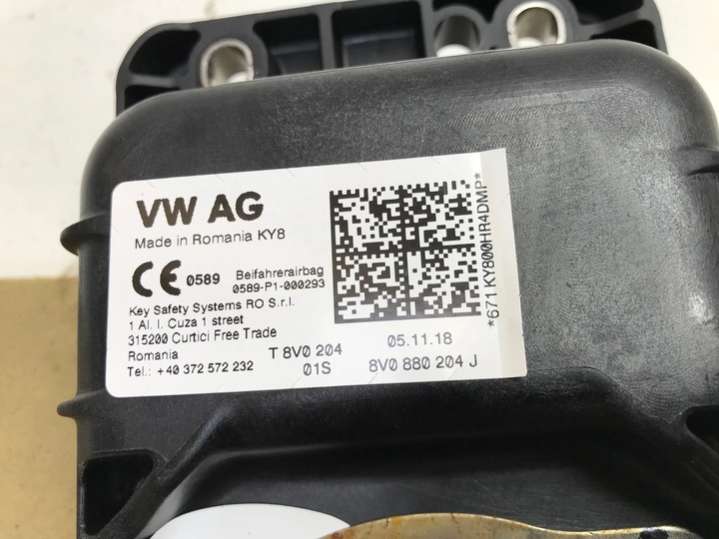 VW AG
Made in Romania KY8
CE 0589 Beifahrerairbag
0589-P1-000293
Key Safety Systems RO S.r.l.
1 Al. I. Cuza 1 street
315200 Curtici Free Trade
Romania
Tel.: +40 372 572 232
T 8V0 204
01S
05.11.18
8V0 880 204 J
*671KY800HR4DMP*